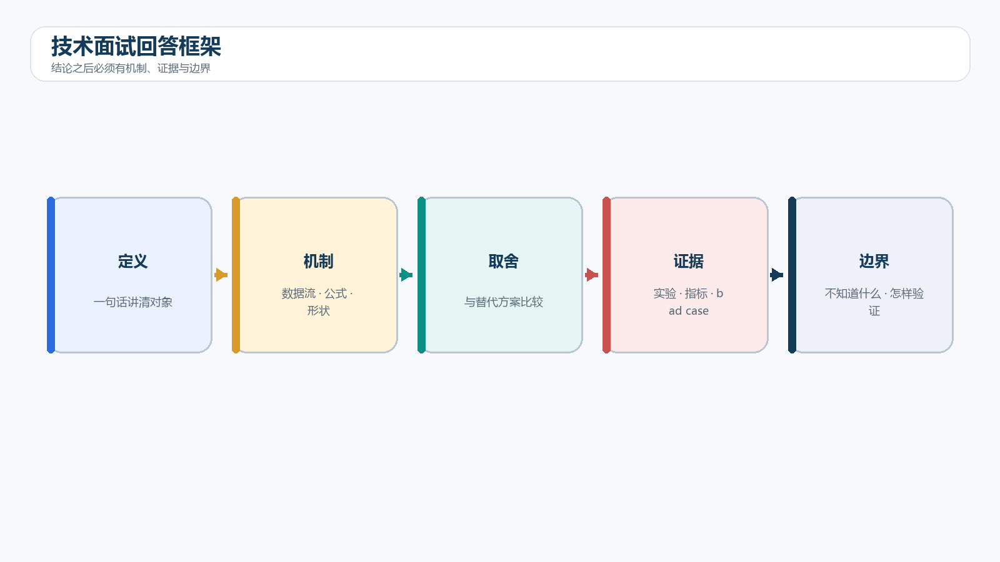 技术面试回答框架
结论之后必须有机制、证据与边界
定义
一句话讲清对象
机制
数据流 · 公式 ·
形状
取舍
与替代方案比较
证据
实验 · 指标 · b
ad case
边界
不知道什么 · 怎样验
证